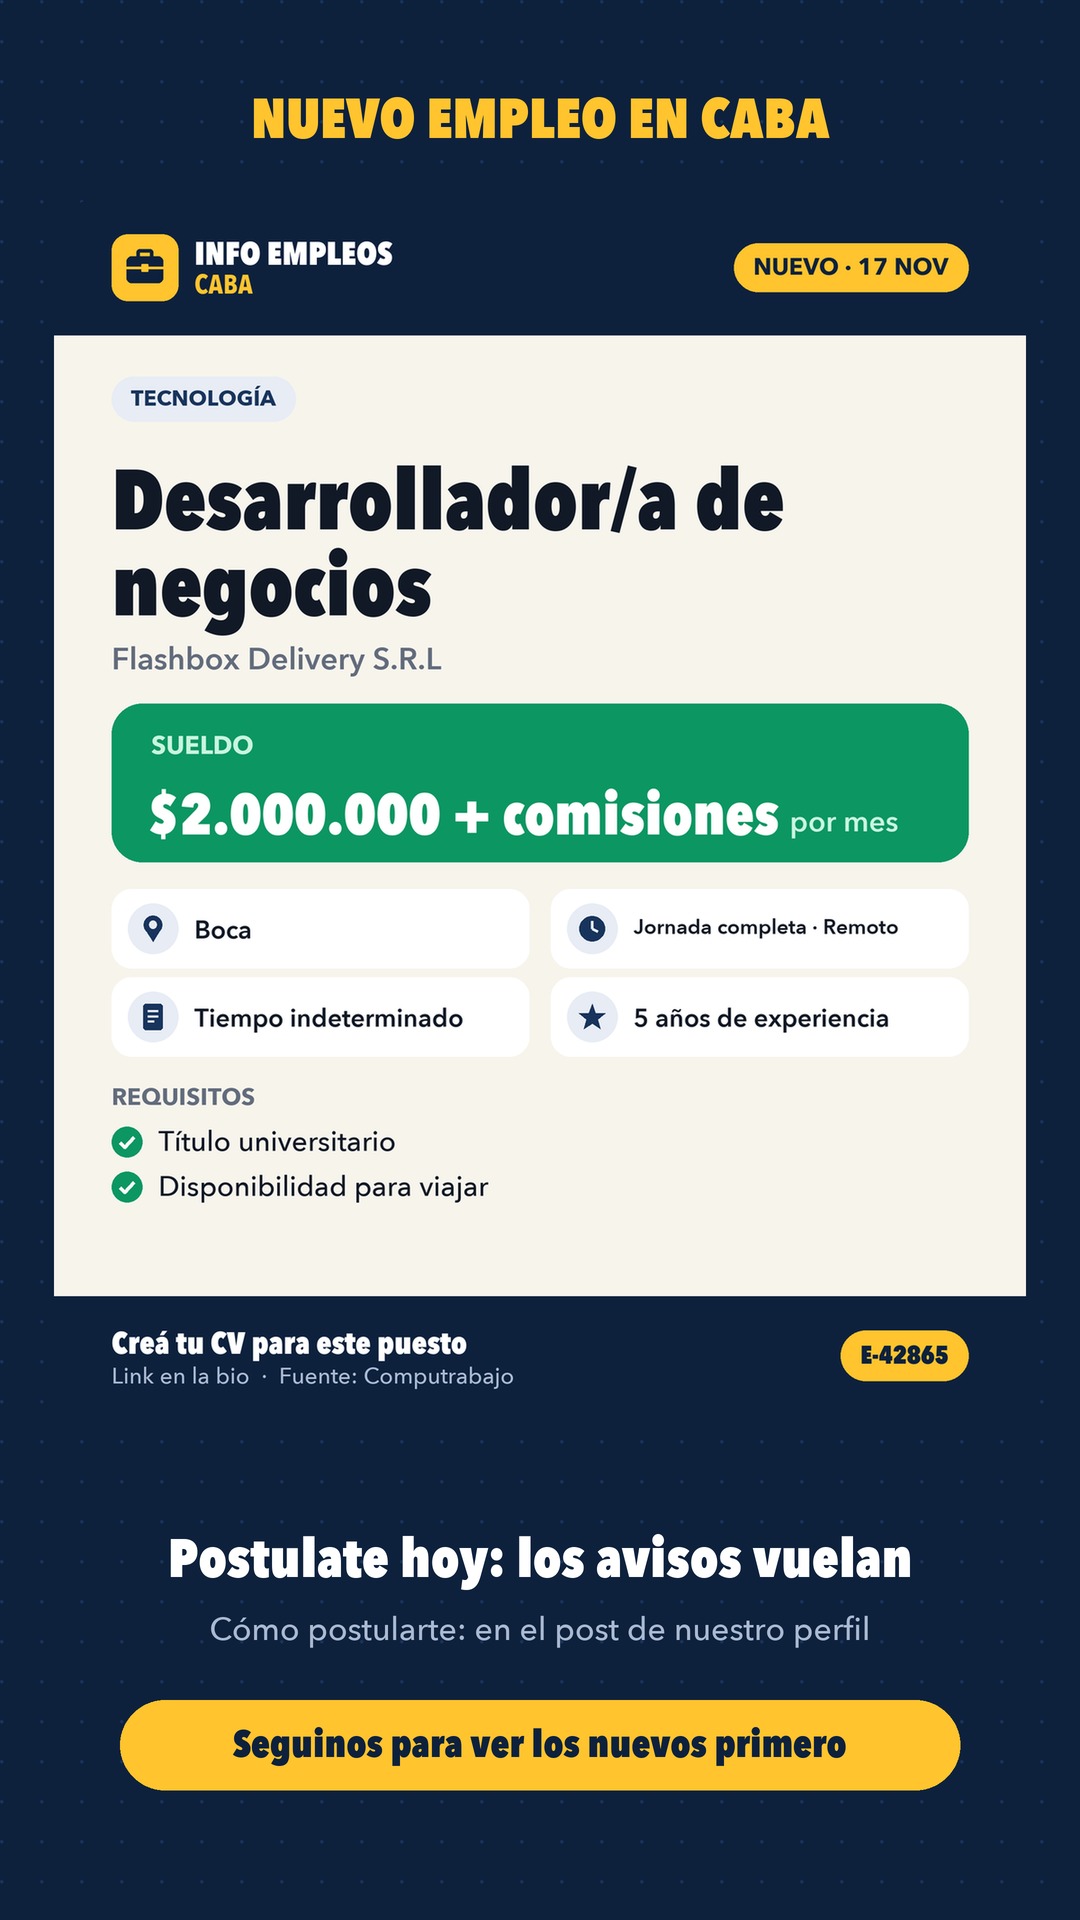 NUEVO EMPLEO EN CABA
INFO EMPLEOS
CABA
NUEVO · 17 NOV
TECNOLOGÍA
Desarrollador/a de
negocios
Flashbox Delivery S.R.L
SUELDO
$2.000.000 + comisiones por mes
Boca
Jornada completa · Remoto
Tiempo indeterminado
5 años de experiencia
REQUISITOS
Título universitario
Disponibilidad para viajar
Creá tu CV para este puesto
Link en la bio · Fuente: Computrabajo
E-42865
Postulate hoy: los avisos vuelan
Cómo postularte: en el post de nuestro perfil
Seguinos para ver los nuevos primero